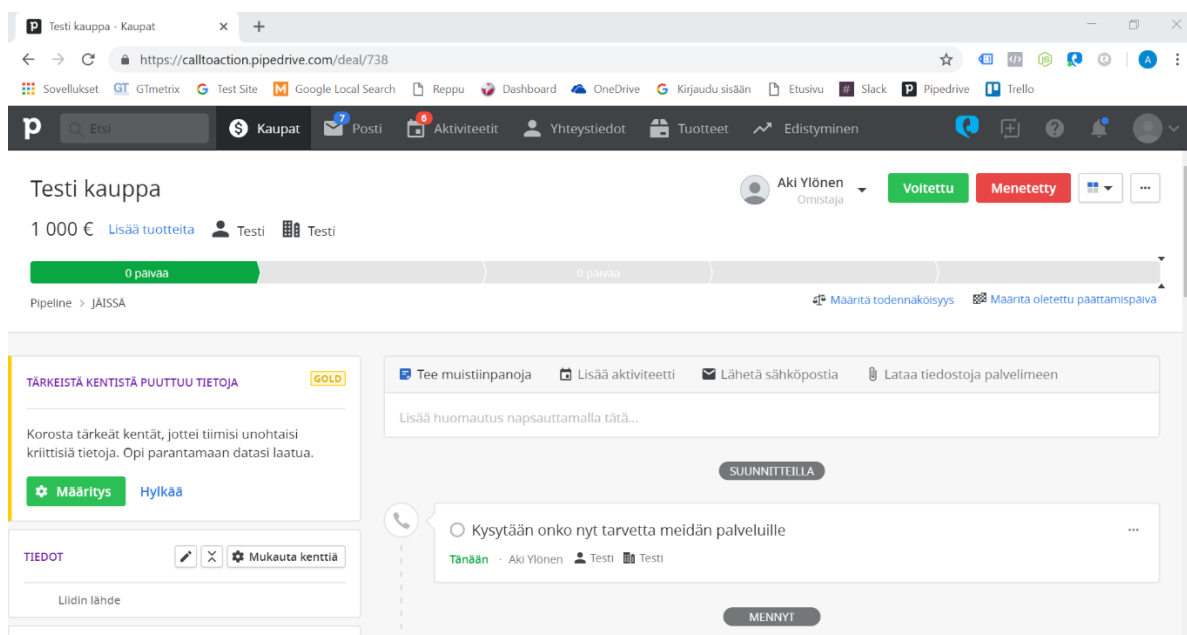 Testi kauppa - Kaupat
https://calltoaction.pipedrive.com/deal/738
A
Sovellukset GT GTmetrix G Test Site M Google Local Search Reppu Dashboard OneDrive G Kirjaudu sisään Etusivu # Slack p Pipedrive Trello
p Etsi Kaupat 7 Posti 6 Aktiviteetit Yhteystiedot Tuotteet Edistyminen
Testi kauppa
Aki Ylönen
Omistaja
Voitettu Menetetty ...
1 000 € Lisää tuotteita Testi Testi
0 päivää 0 päivää
Pipeline > JÄISSÄ
Määritä todennäköisyys Määritä oletettu päättämispäivä
TÄRKEISTÄ KENTISTÄ PUUTTUU TIETOJA GOLD
Korosta tärkeät kentät, jottei tiimisi unohtaisi
kriittisiä tietoja. Opi parantamaan datasi laatua.
Määritys Hylkää
TIEDOT Mukauta kenttiä
Liidin lähde
Tee muistiinpanoja Lisää aktiviteetti Lähetä sähköpostia Lataa tiedostoja palvelimeen
Lisää huomautus napsauttamalla tätä...
SUUNNITTEILLA
Kysytään onko nyt tarvetta meidän palveluille ...
Tänään · Aki Ylönen Testi Testi
MENNYT